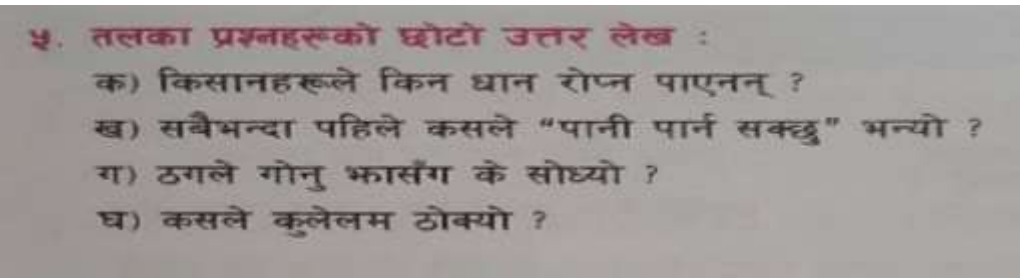 ५. तलका प्रश्नहरूको छोटो उत्तर लेख :
क) किसानहरूले किन धान रोप्न पाएनन् ?
ख) सबैभन्दा पहिले कसले “पानी पार्न सक्छु” भन्यो ?
ग) ठगले गोनु झासँग के सोध्यो ?
घ) कसले कुलेलम ठोक्यो ?